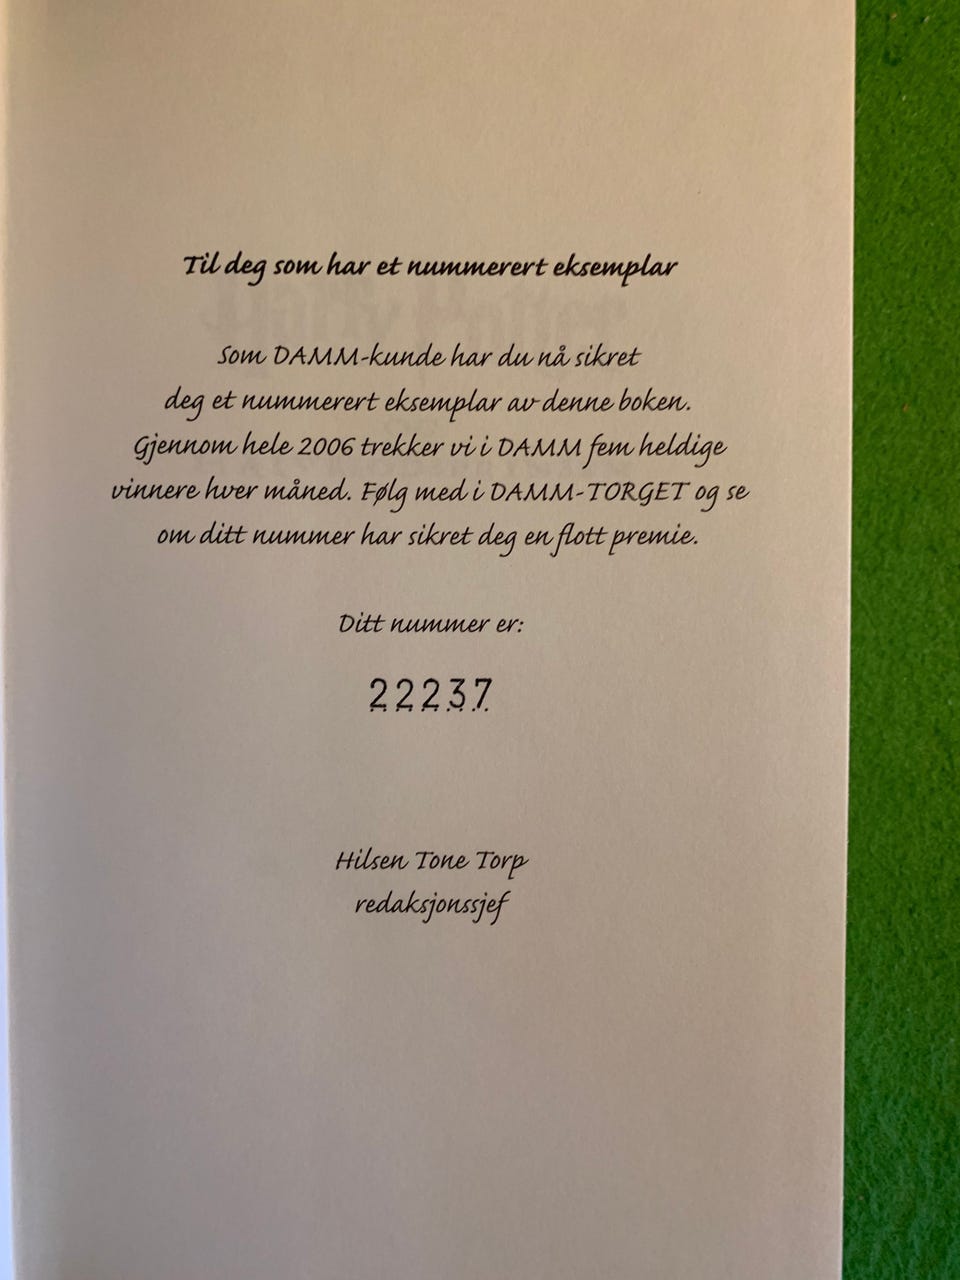 Til deg som har et nummerert eksemplar
Som DAMM-kunde har du nå sikret
deg et nummerert eksemplar av denne boken.
Gjennom hele 2006 trekker vi i DAMM fem heldige
vinnere hver måned. Følg med i DAMM-TORGET og se
om ditt nummer har sikret deg en flott premie.
Ditt nummer er:
22237
Hilsen Tone Torp
redaksjonssjef